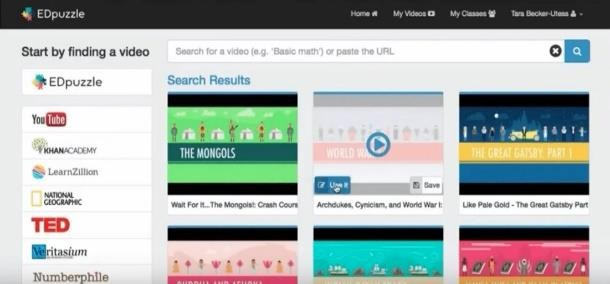 EDpuzzle
Home
My Videos
My Classes
Tara Becker-Utess
Start by finding a video
Search for a video (e.g. 'Basic math') or paste the URL
EDpuzzle
Search Results
YouTube
KHANACADEMY
LearnZillion
NATIONAL GEOGRAPHIC
TED
Veritasium
Numberphile
THE MONGOLS
WORLD WA
THE GREAT GATSBY: PART 1
Use it
Save
Wait For It...The Mongols!: Crash Cours
Archdukes, Cynicism, and World War I:
Like Pale Gold - The Great Gatsby Part